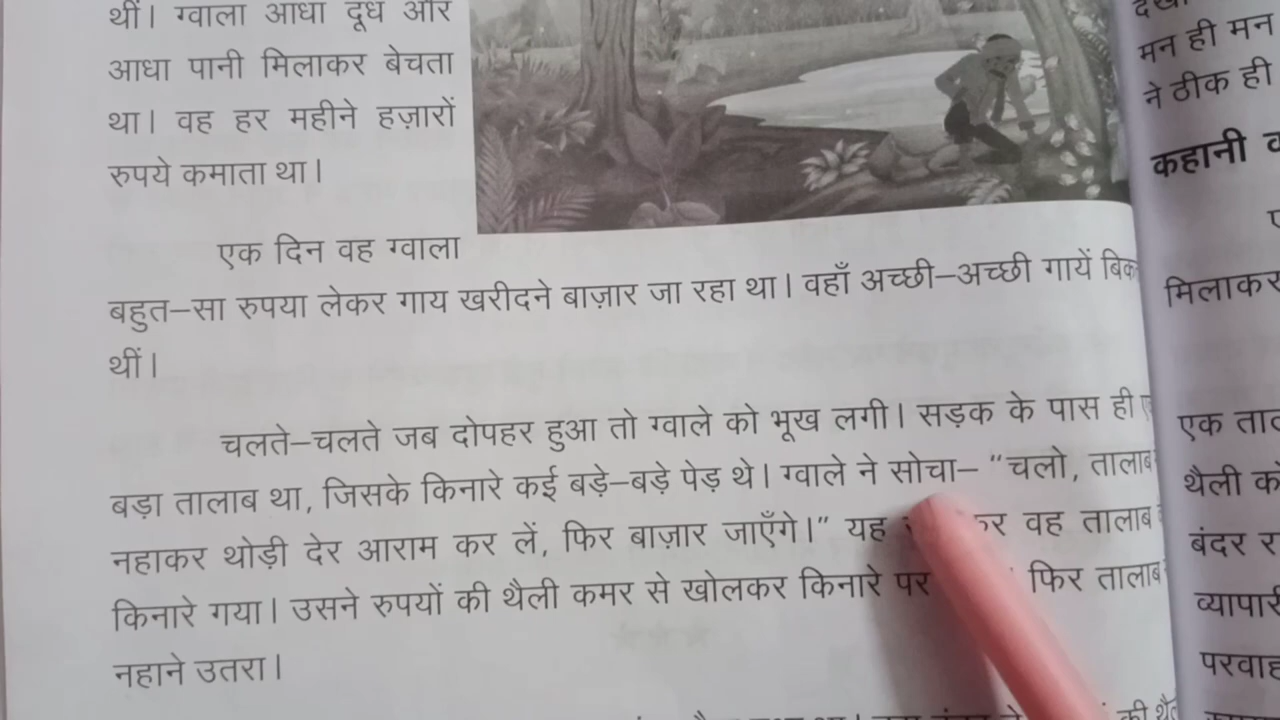 थीं। ग्वाला आधा दूध और
आधा पानी मिलाकर बेचता
था। वह हर महीने हज़ारों
रुपये कमाता था।
एक दिन वह ग्वाला
बहुत–सा रुपया लेकर गाय खरीदने बाज़ार जा रहा था। वहाँ अच्छी–अच्छी गायें
थीं।
चलते–चलते जब दोपहर हुआ तो ग्वाले को भूख लगी। सड़क के पास ही
बड़ा तालाब था, जिसके किनारे कई बड़े–बड़े पेड़ थे। ग्वाले ने सोचा– “चलो, तालाब
नहाकर थोड़ी देर आराम कर लें, फिर बाज़ार जाएँगे।” यह वह तालाब
किनारे गया। उसने रुपयों की थैली कमर से खोलकर किनारे पर फिर तालाब
नहाने उतरा।
मन ही मन
ने ठीक ही
कहानी
मिलाकर
एक
थैली को
बंदर
परवाह